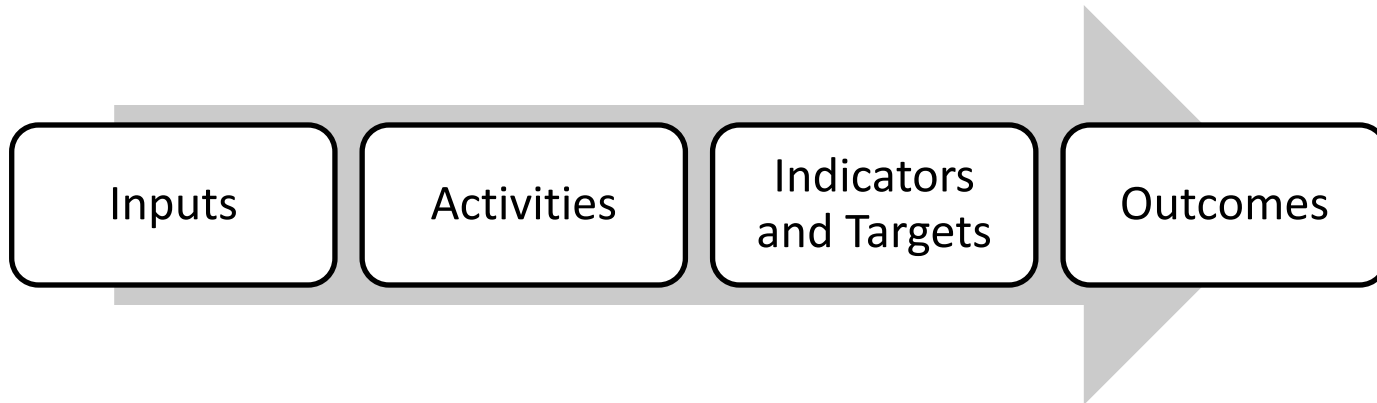 Inputs
Activities
Indicators
and Targets
Outcomes